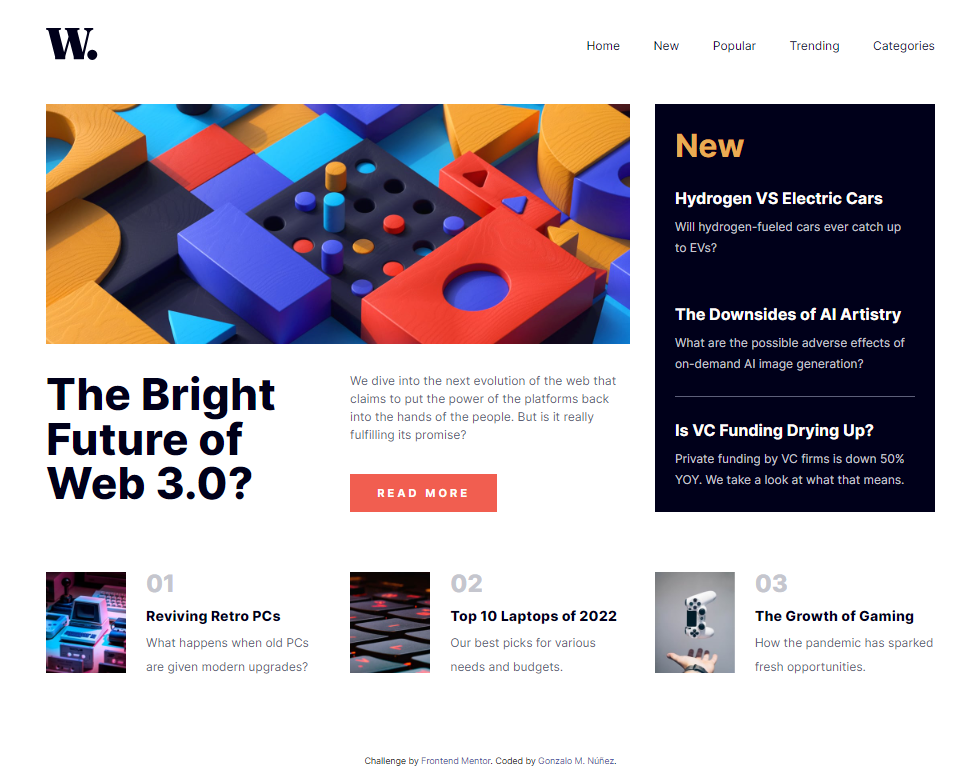 W.
Home New Popular Trending Categories
The Bright
Future of
Web 3.0?
We dive into the next evolution of the web that
claims to put the power of the platforms back
into the hands of the people. But is it really
fulfilling its promise?
READ MORE
New
Hydrogen VS Electric Cars
Will hydrogen-fueled cars ever catch up
to EVs?
The Downsides of AI Artistry
What are the possible adverse effects of
on-demand AI image generation?
Is VC Funding Drying Up?
Private funding by VC firms is down 50%
YOY. We take a look at what that means.
01
Reviving Retro PCs
What happens when old PCs
are given modern upgrades?
02
Top 10 Laptops of 2022
Our best picks for various
needs and budgets.
03
The Growth of Gaming
How the pandemic has sparked
fresh opportunities.
Challenge by Frontend Mentor. Coded by Gonzalo M. Núñez.